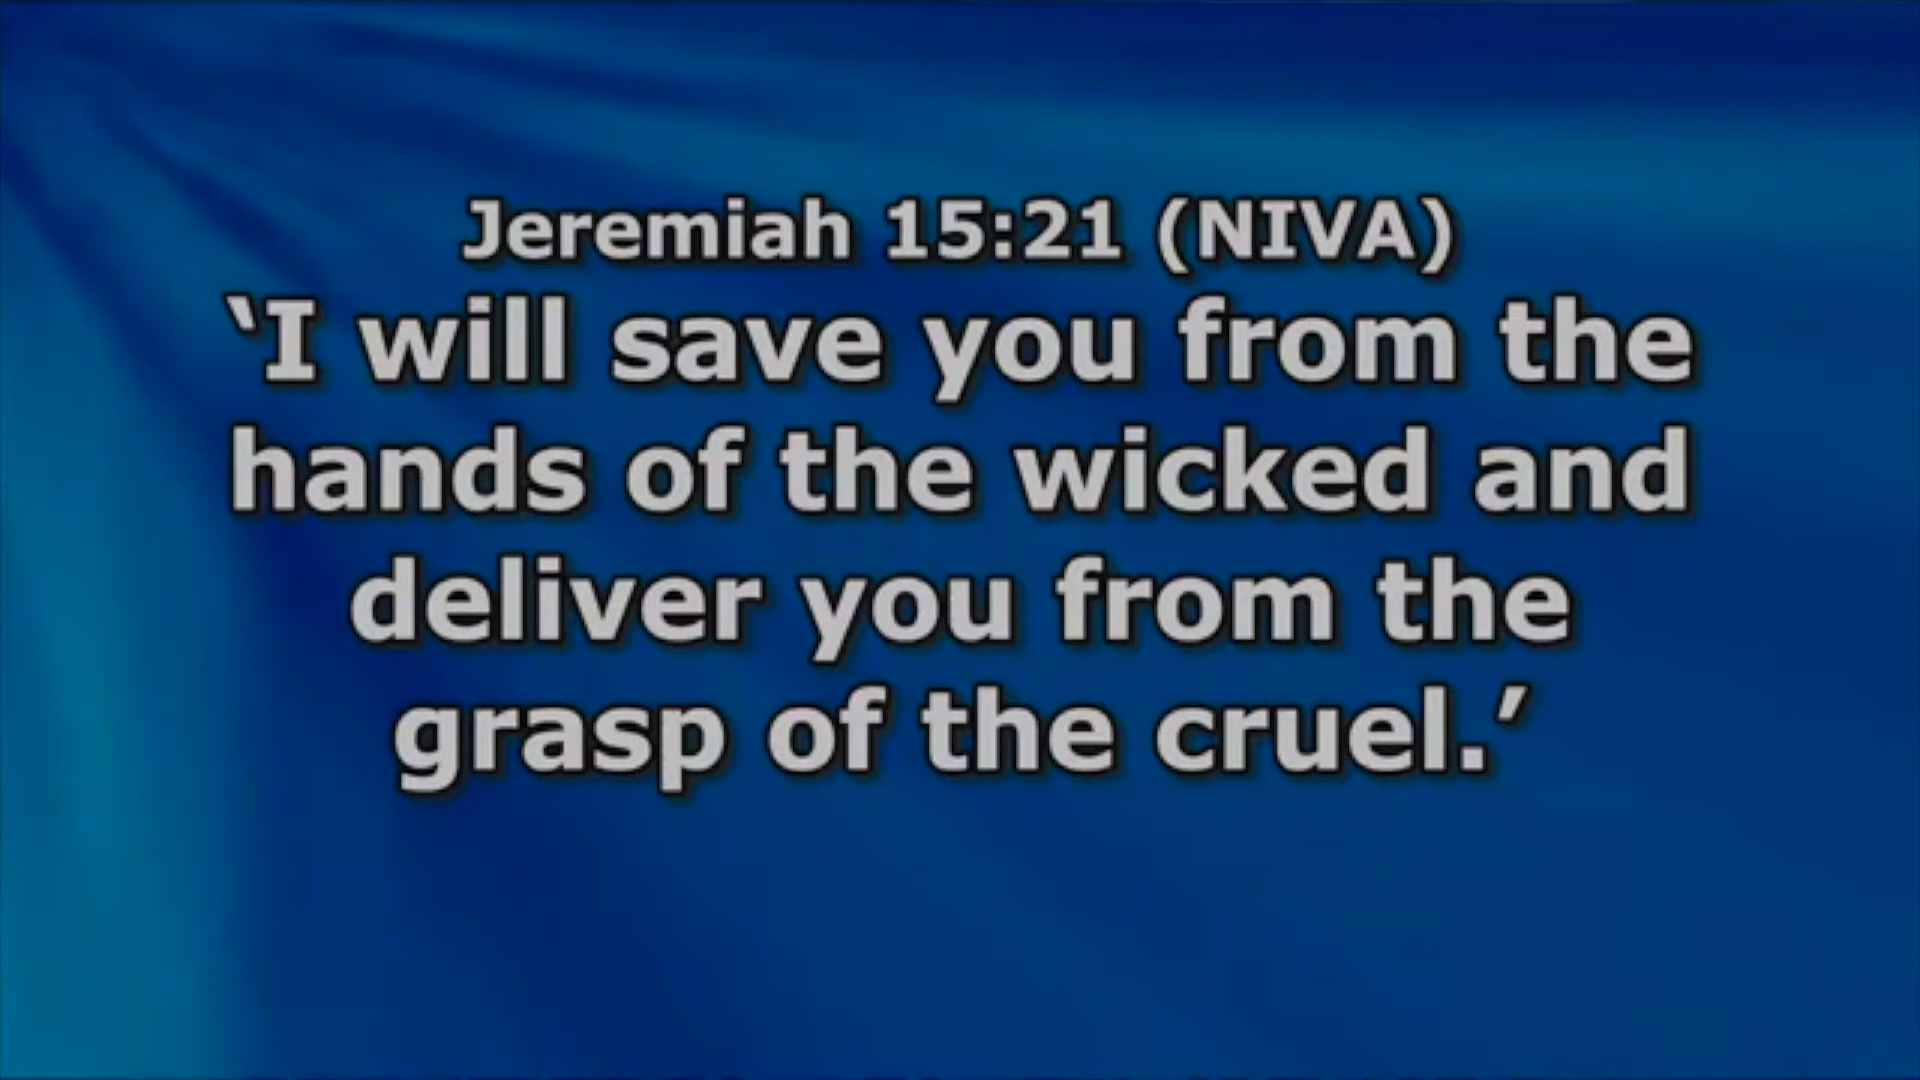 Jeremiah 15:21 (NIVA)
‘I will save you from the
hands of the wicked and
deliver you from the
grasp of the cruel.’